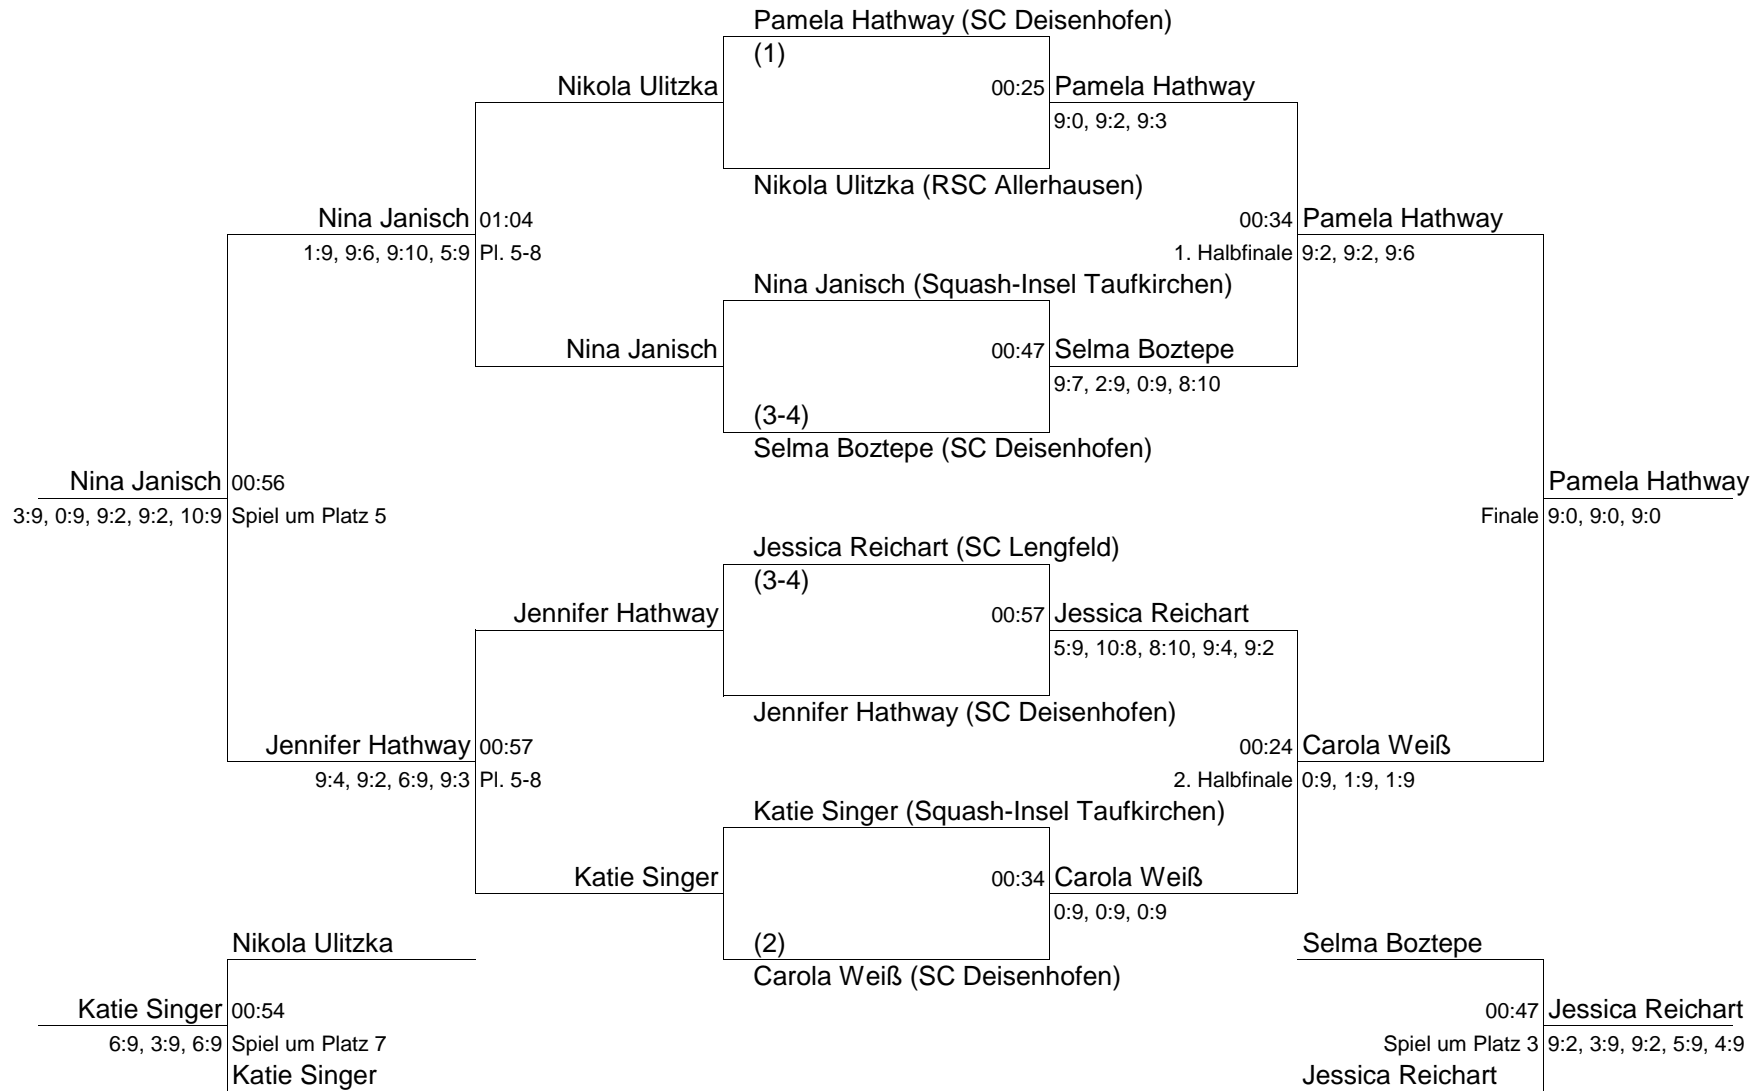 Pamela Hathway (SC Deisenhofen)
(1)
Nikola Ulitzka 00:25 Pamela Hathway
9:0, 9:2, 9:3
Nikola Ulitzka (RSC Allerhausen)
Nina Janisch 01:04 00:34 Pamela Hathway
1:9, 9:6, 9:10, 5:9 Pl. 5-8 1. Halbfinale 9:2, 9:2, 9:6
Nina Janisch (Squash-Insel Taufkirchen)
Nina Janisch 00:47 Selma Boztepe
9:7, 2:9, 0:9, 8:10
(3-4)
Selma Boztepe (SC Deisenhofen)
Nina Janisch 00:56 Pamela Hathway
3:9, 0:9, 9:2, 9:2, 10:9 Spiel um Platz 5 Finale 9:0, 9:0, 9:0
Jessica Reichart (SC Lengfeld)
(3-4)
Jennifer Hathway 00:57 Jessica Reichart
5:9, 10:8, 8:10, 9:4, 9:2
Jennifer Hathway (SC Deisenhofen)
Jennifer Hathway 00:57 00:24 Carola Weiß
9:4, 9:2, 6:9, 9:3 Pl. 5-8 2. Halbfinale 0:9, 1:9, 1:9
Katie Singer (Squash-Insel Taufkirchen)
Katie Singer 00:34 Carola Weiß
0:9, 0:9, 0:9
Nikola Ulitzka (2) Selma Boztepe
Carola Weiß (SC Deisenhofen)
Katie Singer 00:54 00:47 Jessica Reichart
6:9, 3:9, 6:9 Spiel um Platz 7 Spiel um Platz 3 9:2, 3:9, 9:2, 5:9, 4:9
Katie Singer Jessica Reichart